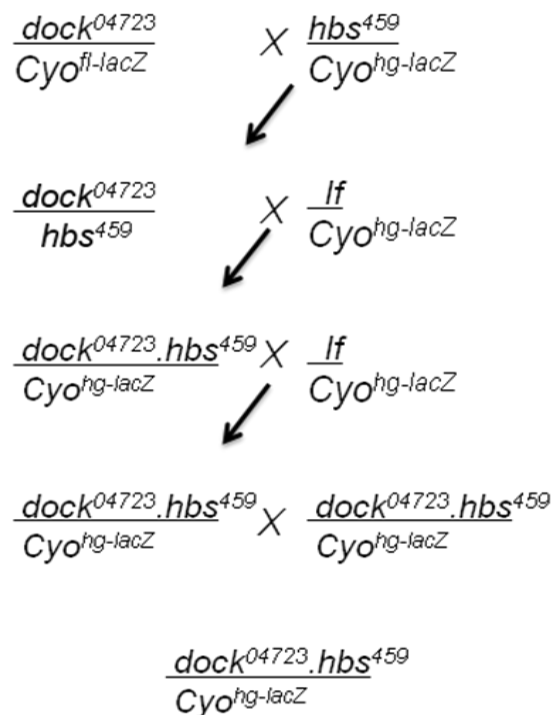 dock04723 X hbs459
Cyofl-lacZ Cyohg-lacZ
dock04723 X If
hbs459 Cyohg-lacZ
dock04723.hbs459 X If
Cyohg-lacZ Cyohg-lacZ
dock04723.hbs459 X dock04723.hbs459
Cyohg-lacZ Cyohg-lacZ
dock04723.hbs459
Cyohg-lacZ